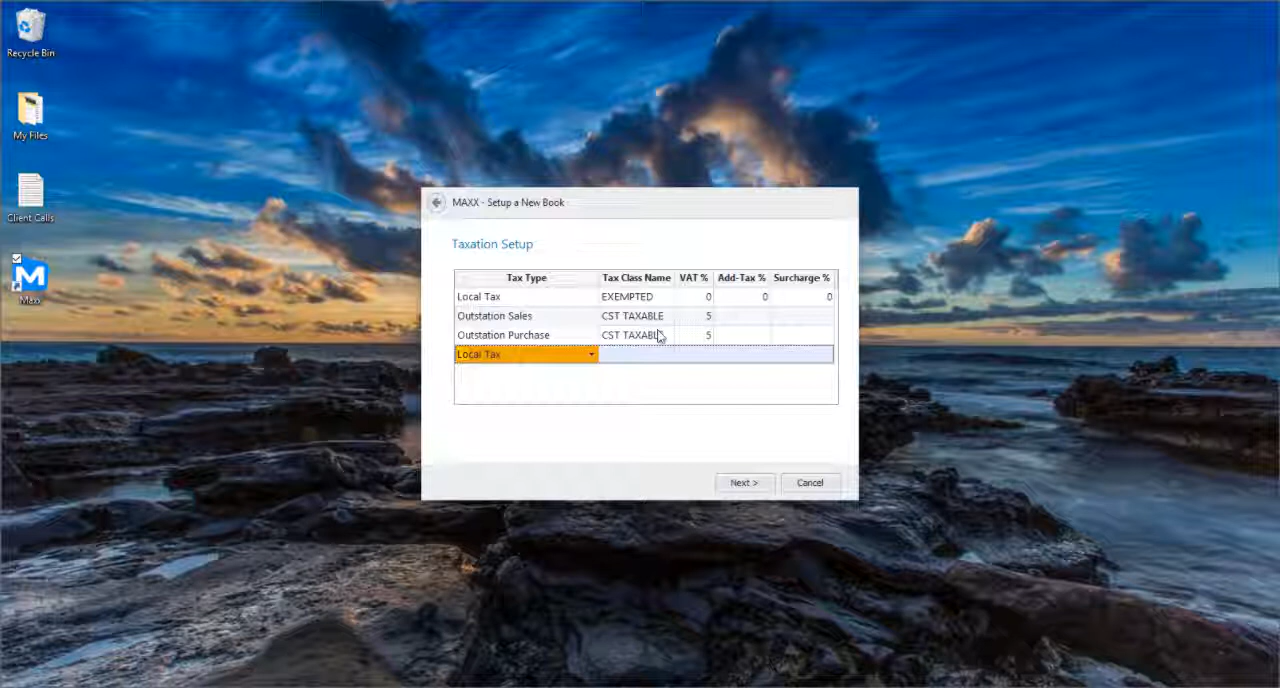 Recycle Bin
My Files
Client Calls
Maxx
MAXX - Setup a New Book
Taxation Setup
Tax Type Tax Class Name VAT % Add-Tax % Surcharge %
Local Tax EXEMPTED 0 0 0
Outstation Sales CST TAXABLE 5
Outstation Purchase CST TAXABLE 5
Local Tax
Next > Cancel